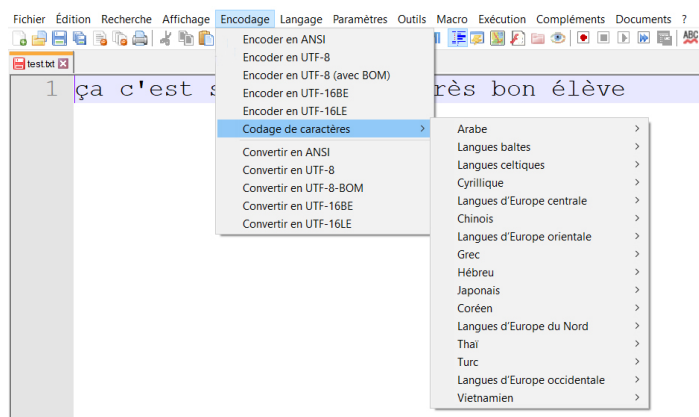 Fichier Édition Recherche Affichage Encodage Langage Paramètres Outils Macro Exécution Compléments Documents ?
test.txt
1 ça c'est s rès bon élève
Encoder en ANSI
Encoder en UTF-8
Encoder en UTF-8 (avec BOM)
Encoder en UTF-16BE
Encoder en UTF-16LE
Codage de caractères >
Convertir en ANSI
Convertir en UTF-8
Convertir en UTF-8-BOM
Convertir en UTF-16BE
Convertir en UTF-16LE
Arabe >
Langues baltes >
Langues celtiques >
Cyrillique >
Langues d'Europe centrale >
Chinois >
Langues d'Europe orientale >
Grec >
Hébreu >
Japonais >
Coréen >
Langues d'Europe du Nord >
Thaï >
Turc >
Langues d'Europe occidentale >
Vietnamien >